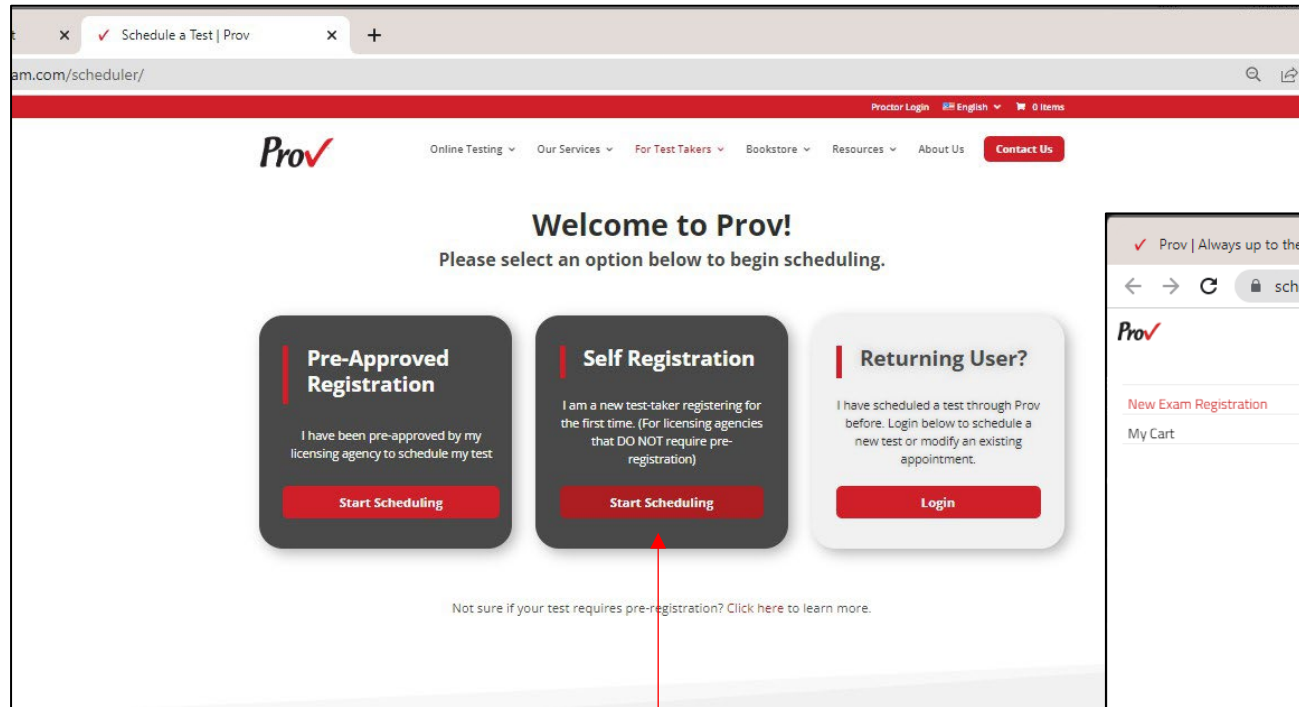 Schedule a Test | Prov
am.com/scheduler/
Proctor Login English 0 Items
Prov
Online Testing Our Services For Test Takers Bookstore Resources About Us Contact Us
Welcome to Prov!
Please select an option below to begin scheduling.
Pre-Approved
Registration
I have been pre-approved by my
licensing agency to schedule my test
Start Scheduling
Self Registration
I am a new test-taker registering for
the first time. (For licensing agencies
that DO NOT require pre-
registration)
Start Scheduling
Returning User?
I have scheduled a test through Prov
before. Login below to schedule a
new test or modify an existing
appointment.
Login
Not sure if your test requires pre-registration? Click here to learn more.
Prov | Always up to the
sch
Prov
New Exam Registration
My Cart